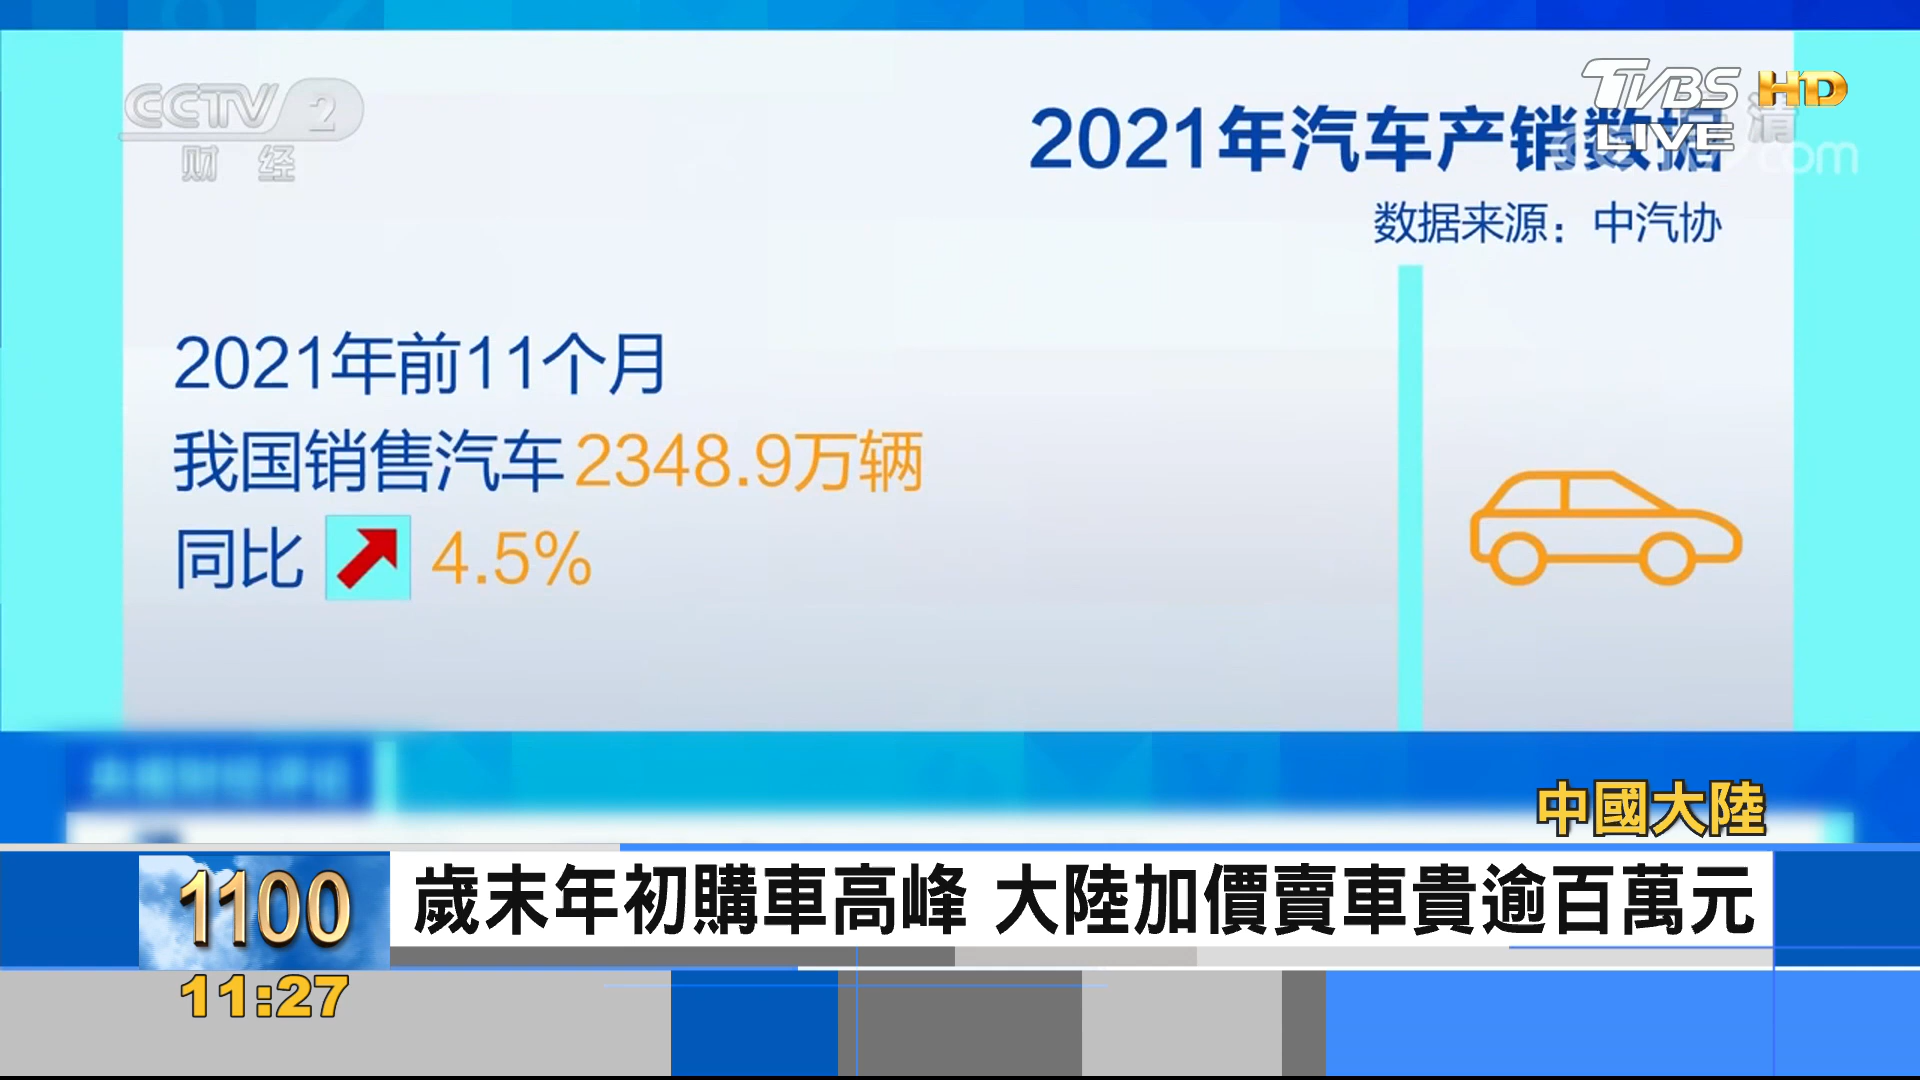 CCTV 2
财 经
TVBS HD
LIVE
2021年汽车产销数据
数据来源：中汽协
2021年前11个月
我国销售汽车2348.9万辆
同比 4.5%
中國大陸
1100
歲末年初購車高峰 大陸加價賣車貴逾百萬元
11:27